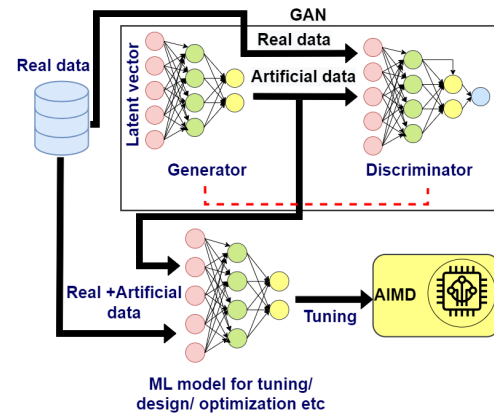 GAN
Real data
Real data
Latent vector
Artificial data
Generator
Discriminator
Real +Artificial
data
Tuning
AIMD
ML model for tuning/
design/ optimization etc